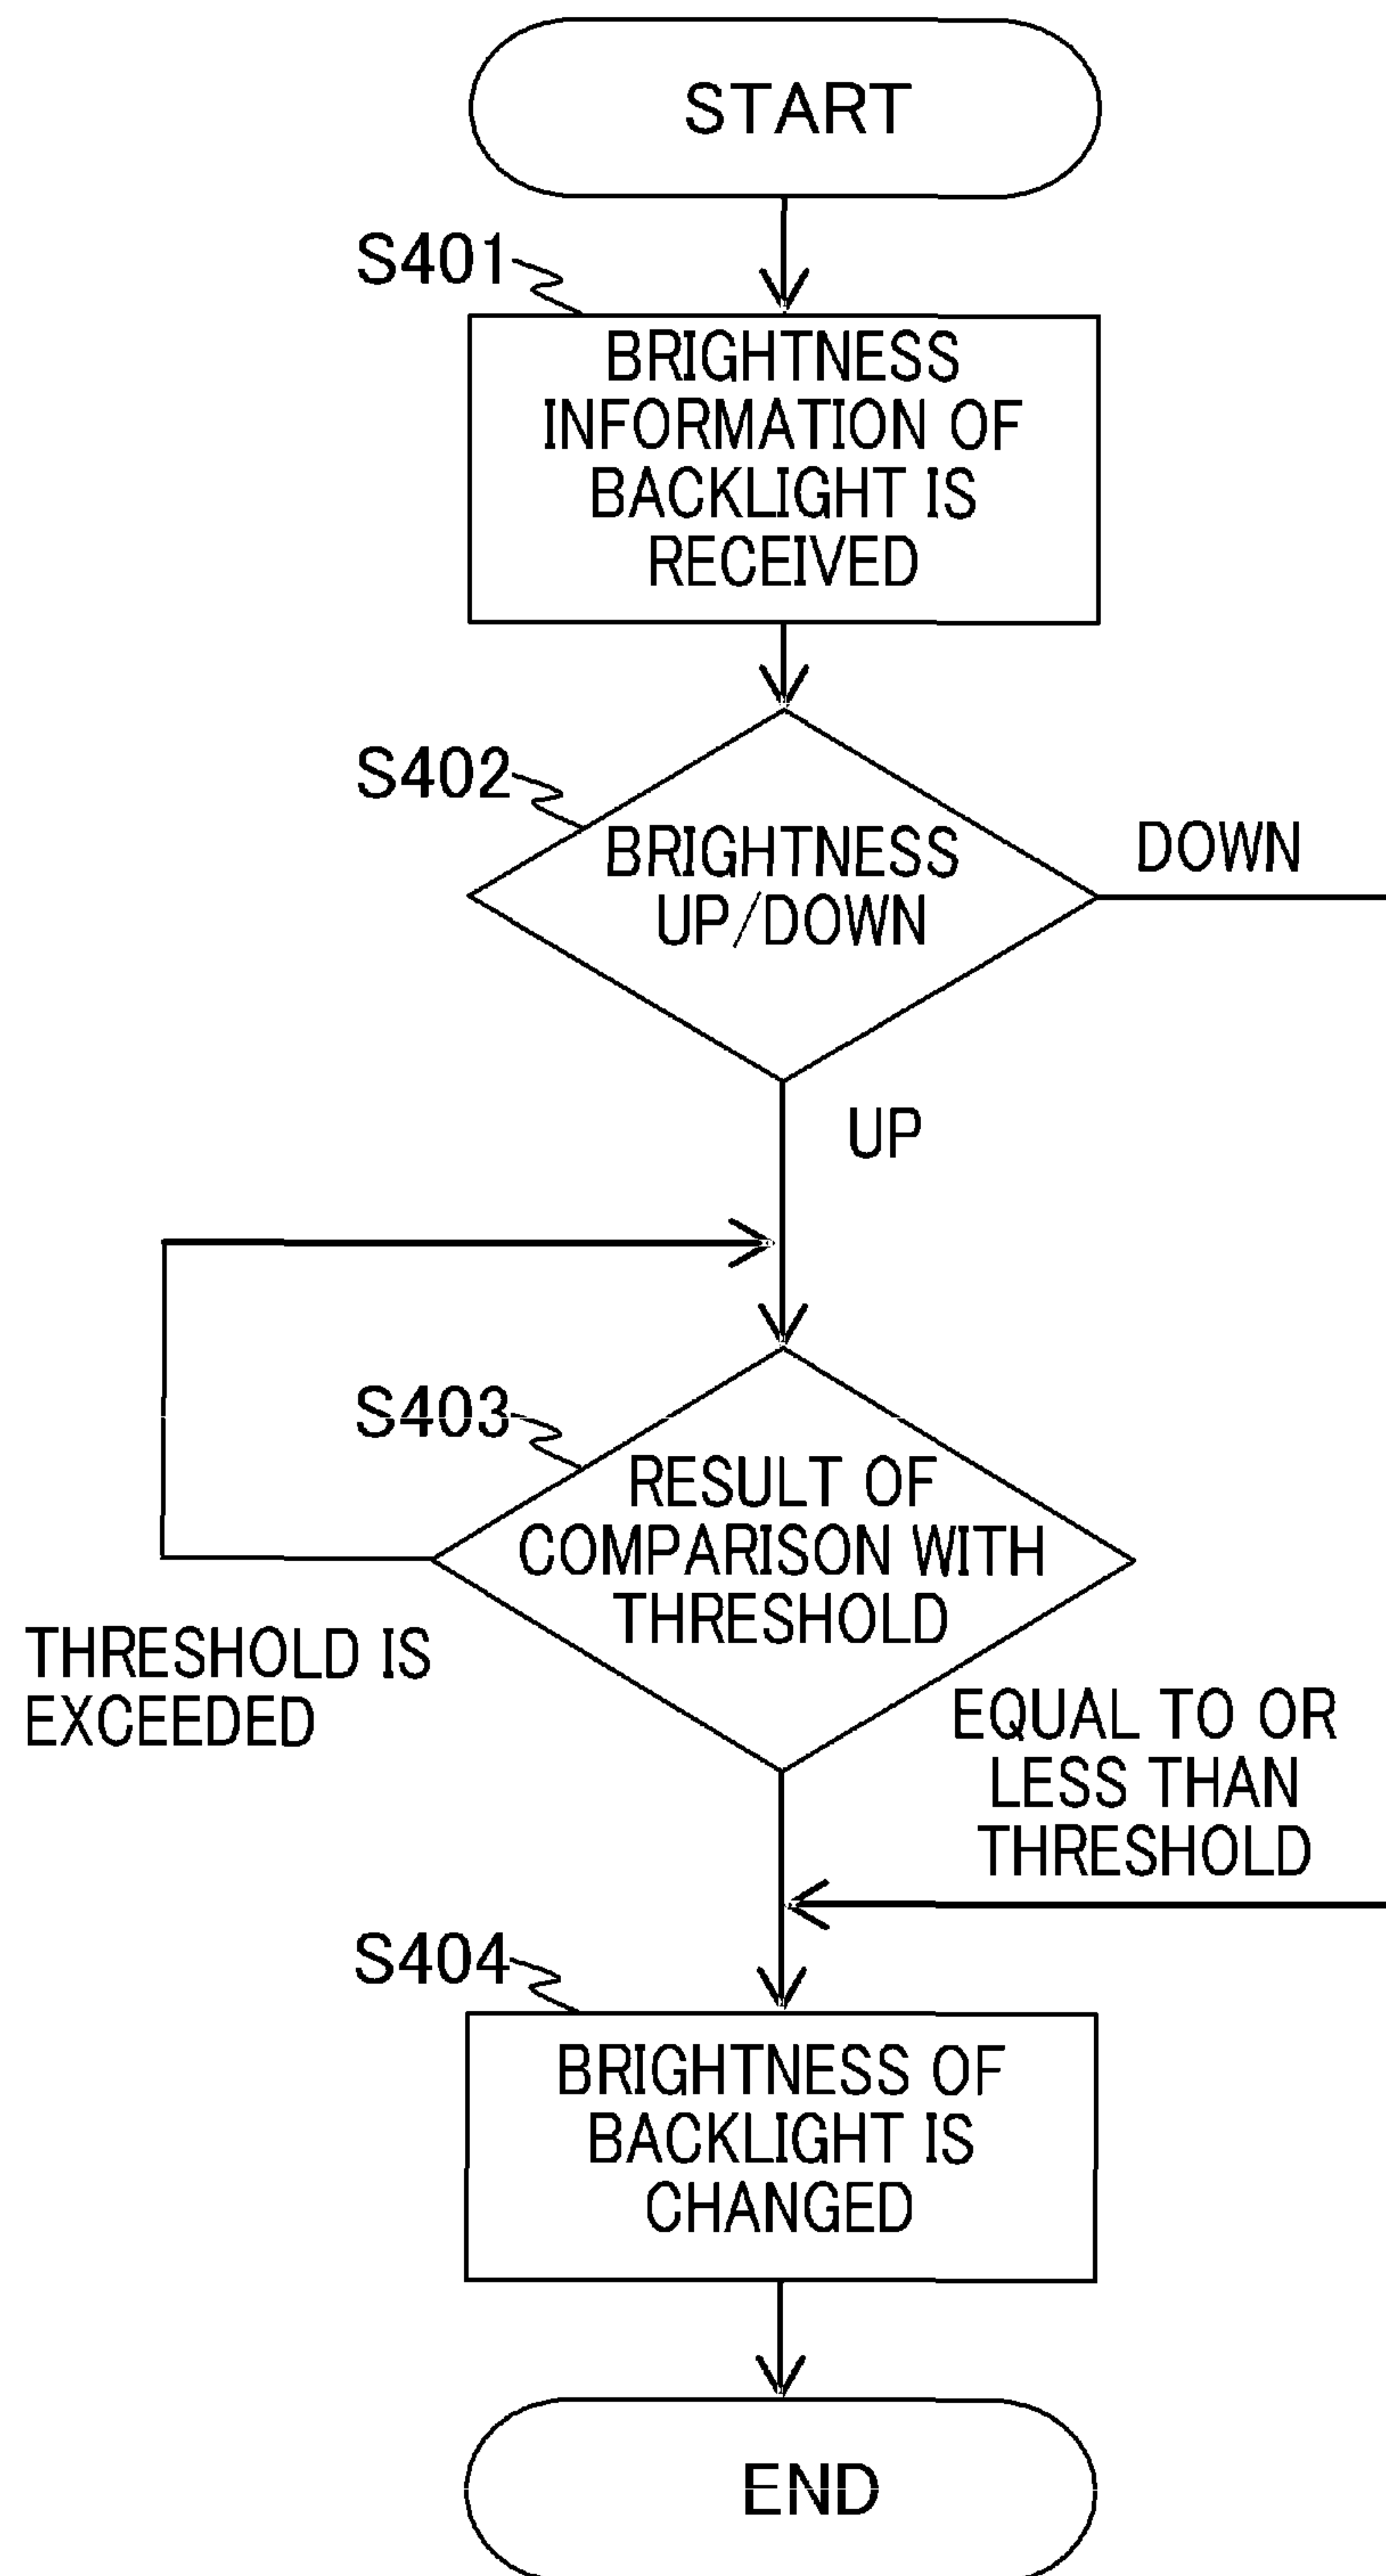 START
S401
BRIGHTNESS
INFORMATION OF
BACKLIGHT IS
RECEIVED
S402
BRIGHTNESS
UP/DOWN
DOWN
UP
S403
RESULT OF
COMPARISON WITH
THRESHOLD
THRESHOLD IS
EXCEEDED
EQUAL TO OR
LESS THAN
THRESHOLD
S404
BRIGHTNESS OF
BACKLIGHT IS
CHANGED
END